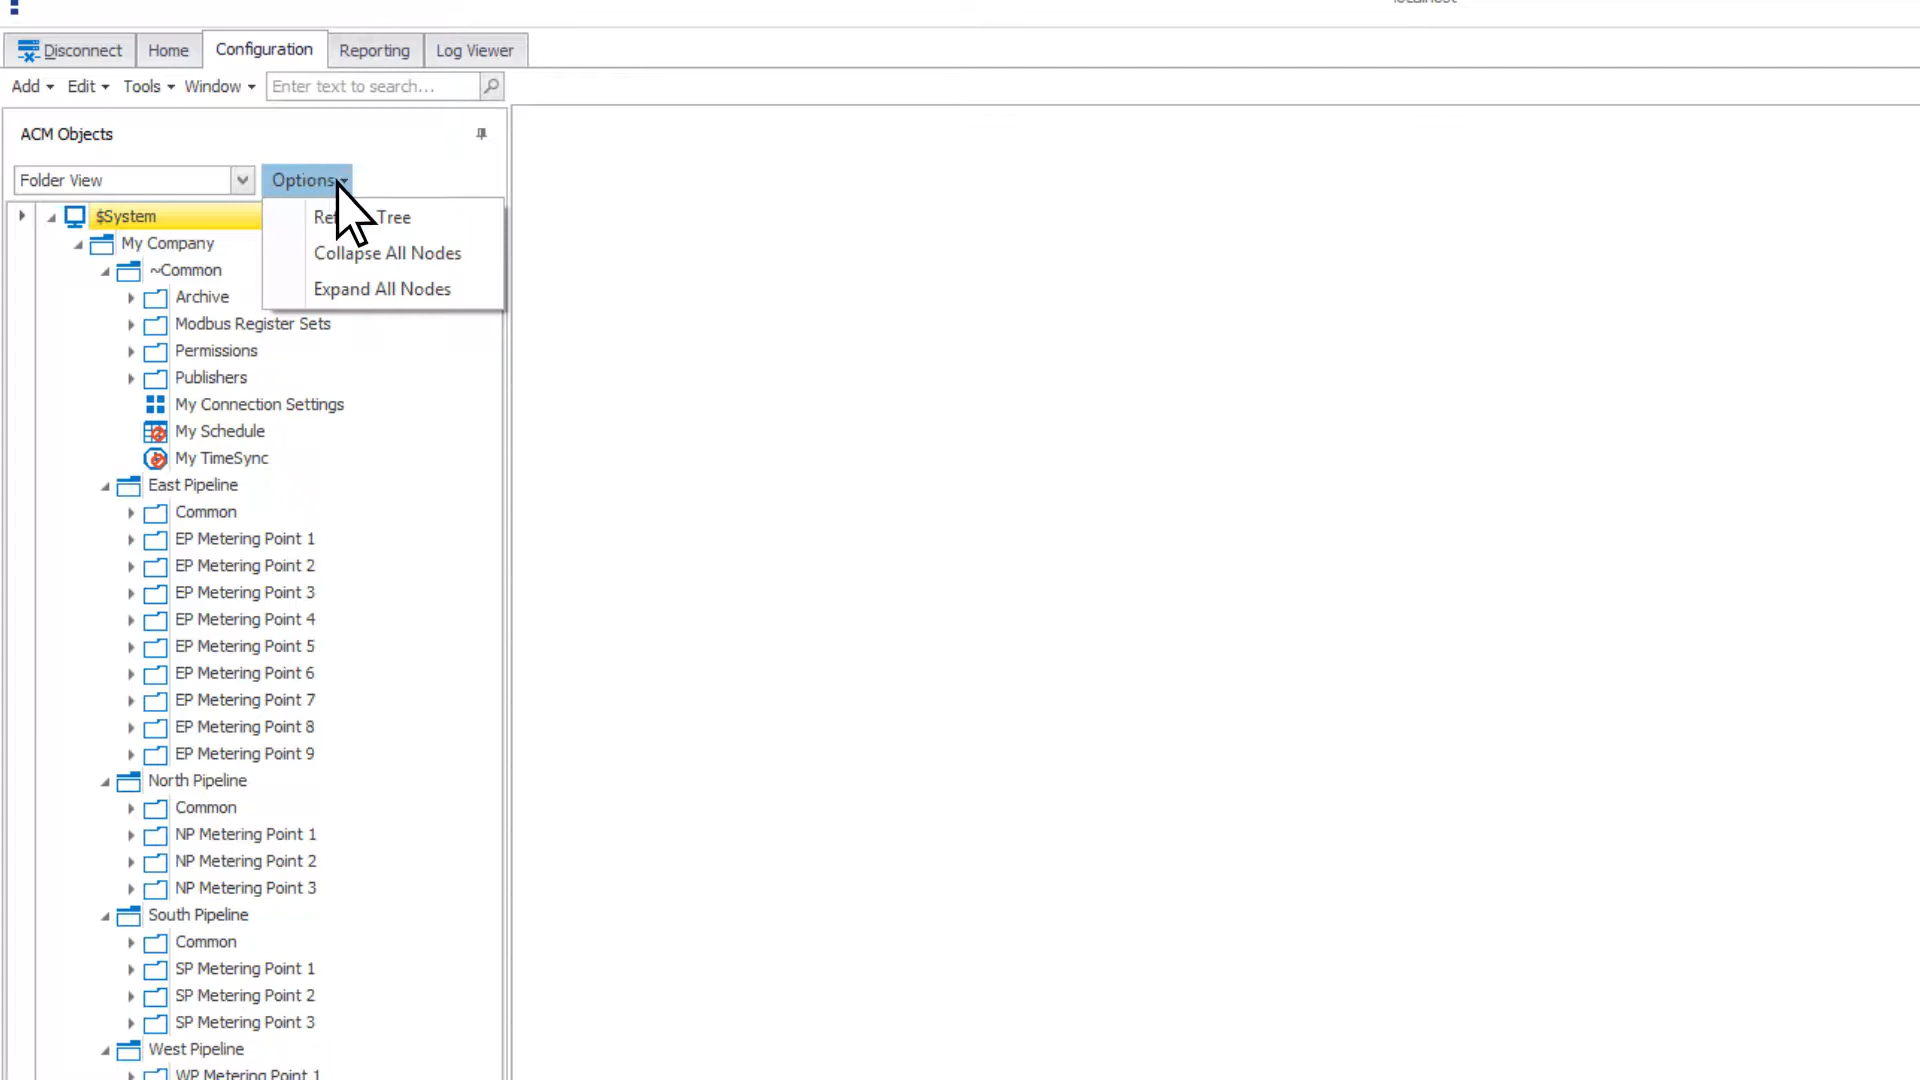 Disconnect Home Configuration Reporting Log Viewer
Add Edit Tools Window Enter text to search...
ACM Objects
Folder View Options
Tree
Collapse All Nodes
Expand All Nodes
$System
My Company
~Common
Archive
Modbus Register Sets
Permissions
Publishers
My Connection Settings
My Schedule
My TimeSync
East Pipeline
Common
EP Metering Point 1
EP Metering Point 2
EP Metering Point 3
EP Metering Point 4
EP Metering Point 5
EP Metering Point 6
EP Metering Point 7
EP Metering Point 8
EP Metering Point 9
North Pipeline
Common
NP Metering Point 1
NP Metering Point 2
NP Metering Point 3
South Pipeline
Common
SP Metering Point 1
SP Metering Point 2
SP Metering Point 3
West Pipeline
WP Metering Point 1